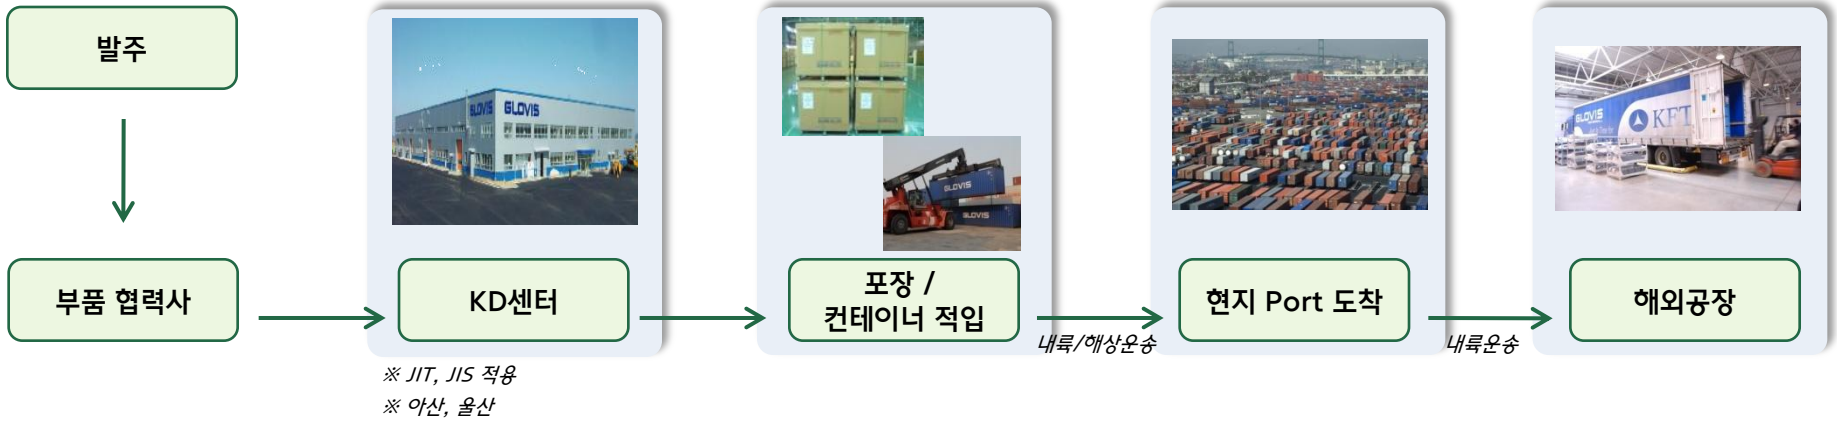 발주
부품 협력사
GLOVIS GLOVIS
KD센터
※ JIT, JIS 적용
※ 아산, 울산
GLOVIS
GLOVIS
포장 /
컨테이너 적입
내륙/해상운송
현지 Port 도착
내륙운송
GLOVIS
KFT
해외공장